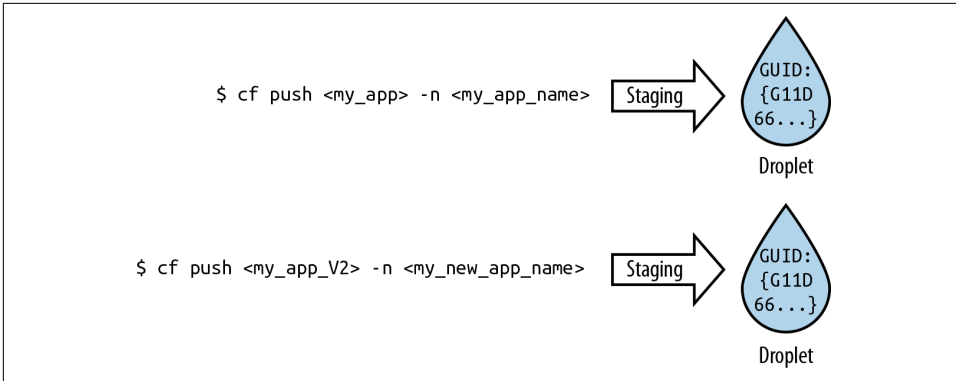 $ cf push <my_app> -n <my_app_name>
Staging
GUID:
{G11D
66...}
Droplet
$ cf push <my_app_V2> -n <my_new_app_name>
Staging
GUID:
{G11D
66...}
Droplet